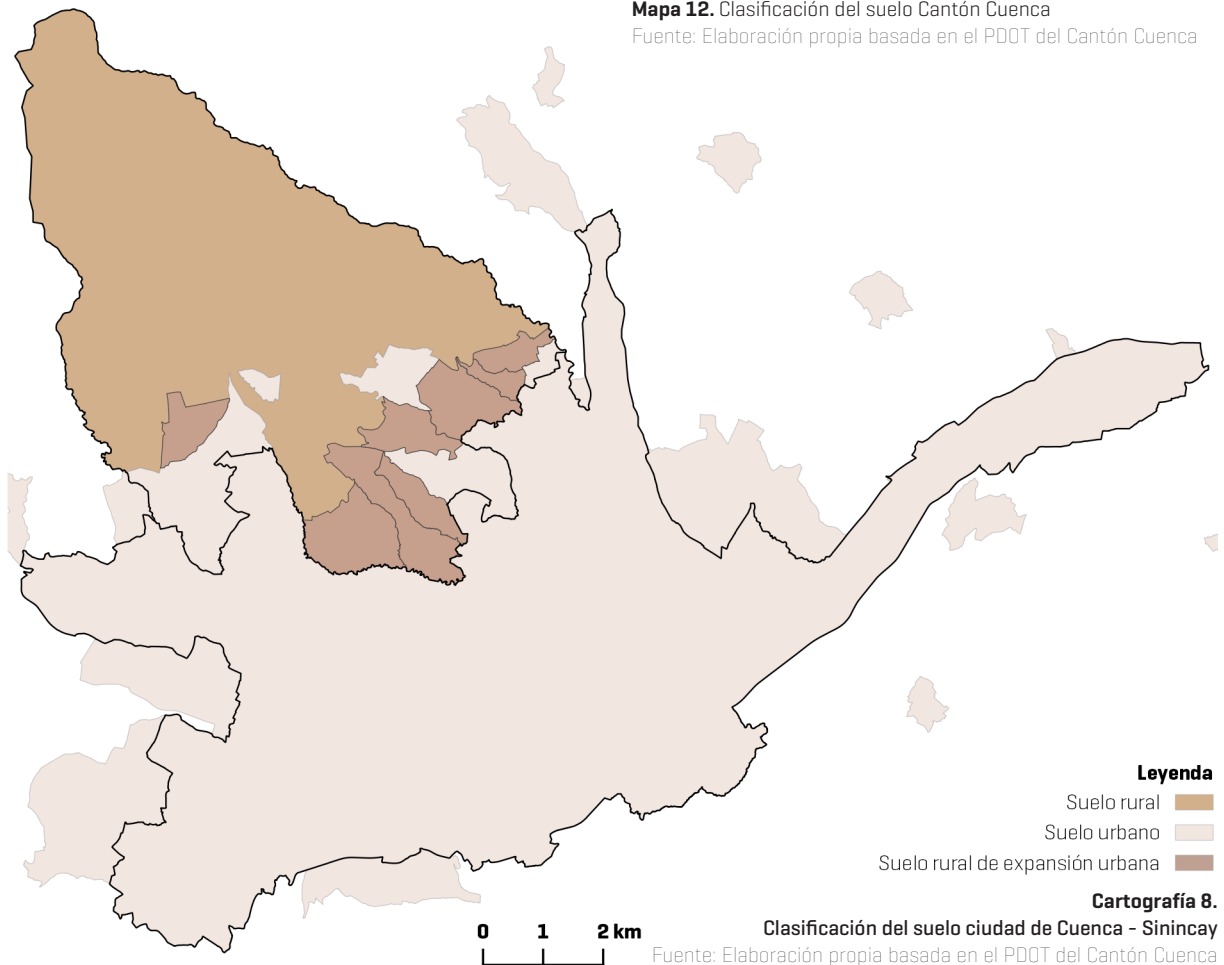 Mapa 12. Clasificación del suelo Cantón Cuenca
Fuente: Elaboración propia basada en el PDOT del Cantón Cuenca
Leyenda
Suelo rural
Suelo urbano
Suelo rural de expansión urbana
Cartografía 8.
Clasificación del suelo ciudad de Cuenca - Sinincay
Fuente: Elaboración propia basada en el PDOT del Cantón Cuenca
0 1 2 km